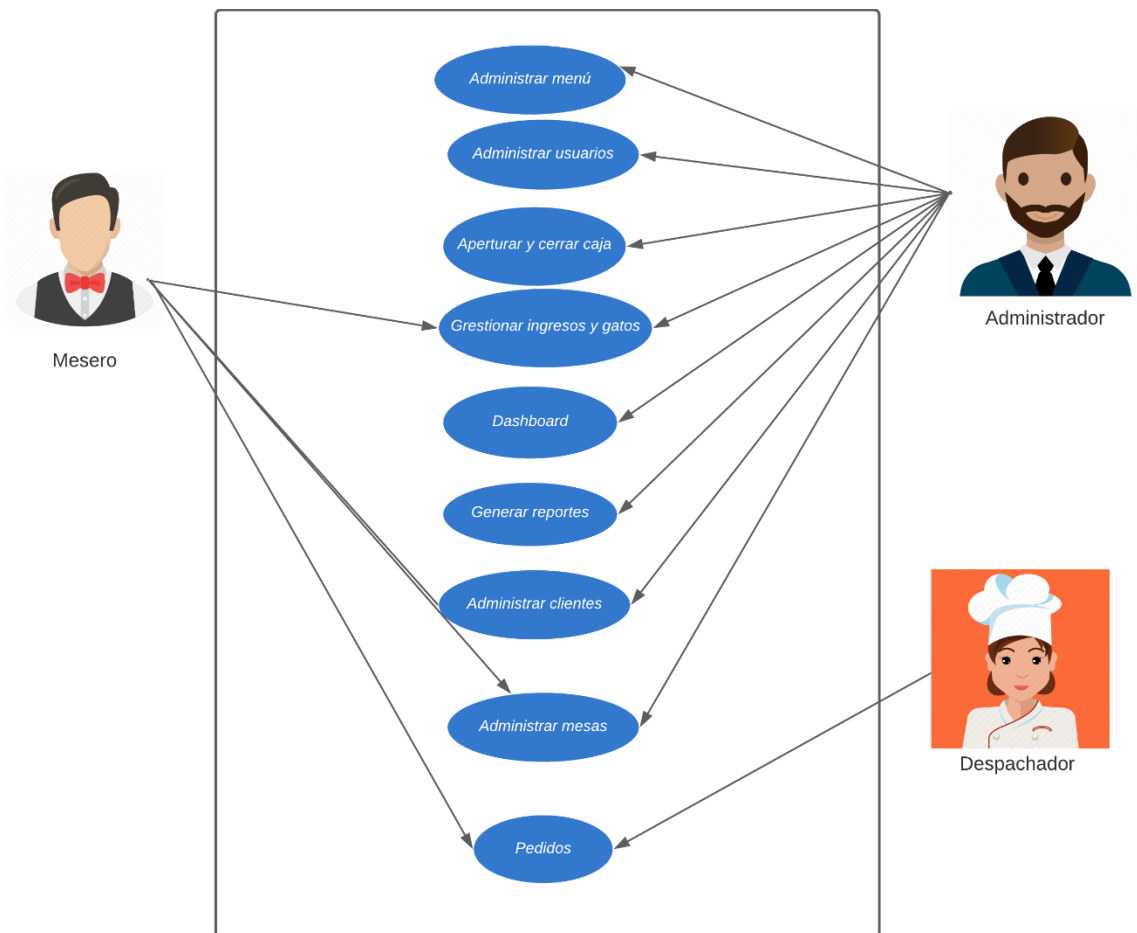 Administrar menú
Administrar usuarios
Aperturar y cerrar caja
Grestionar ingresos y gatos
Mesero
Administrador
Dashboard
Generar reportes
Administrar clientes
Administrar mesas
Despachador
Pedidos